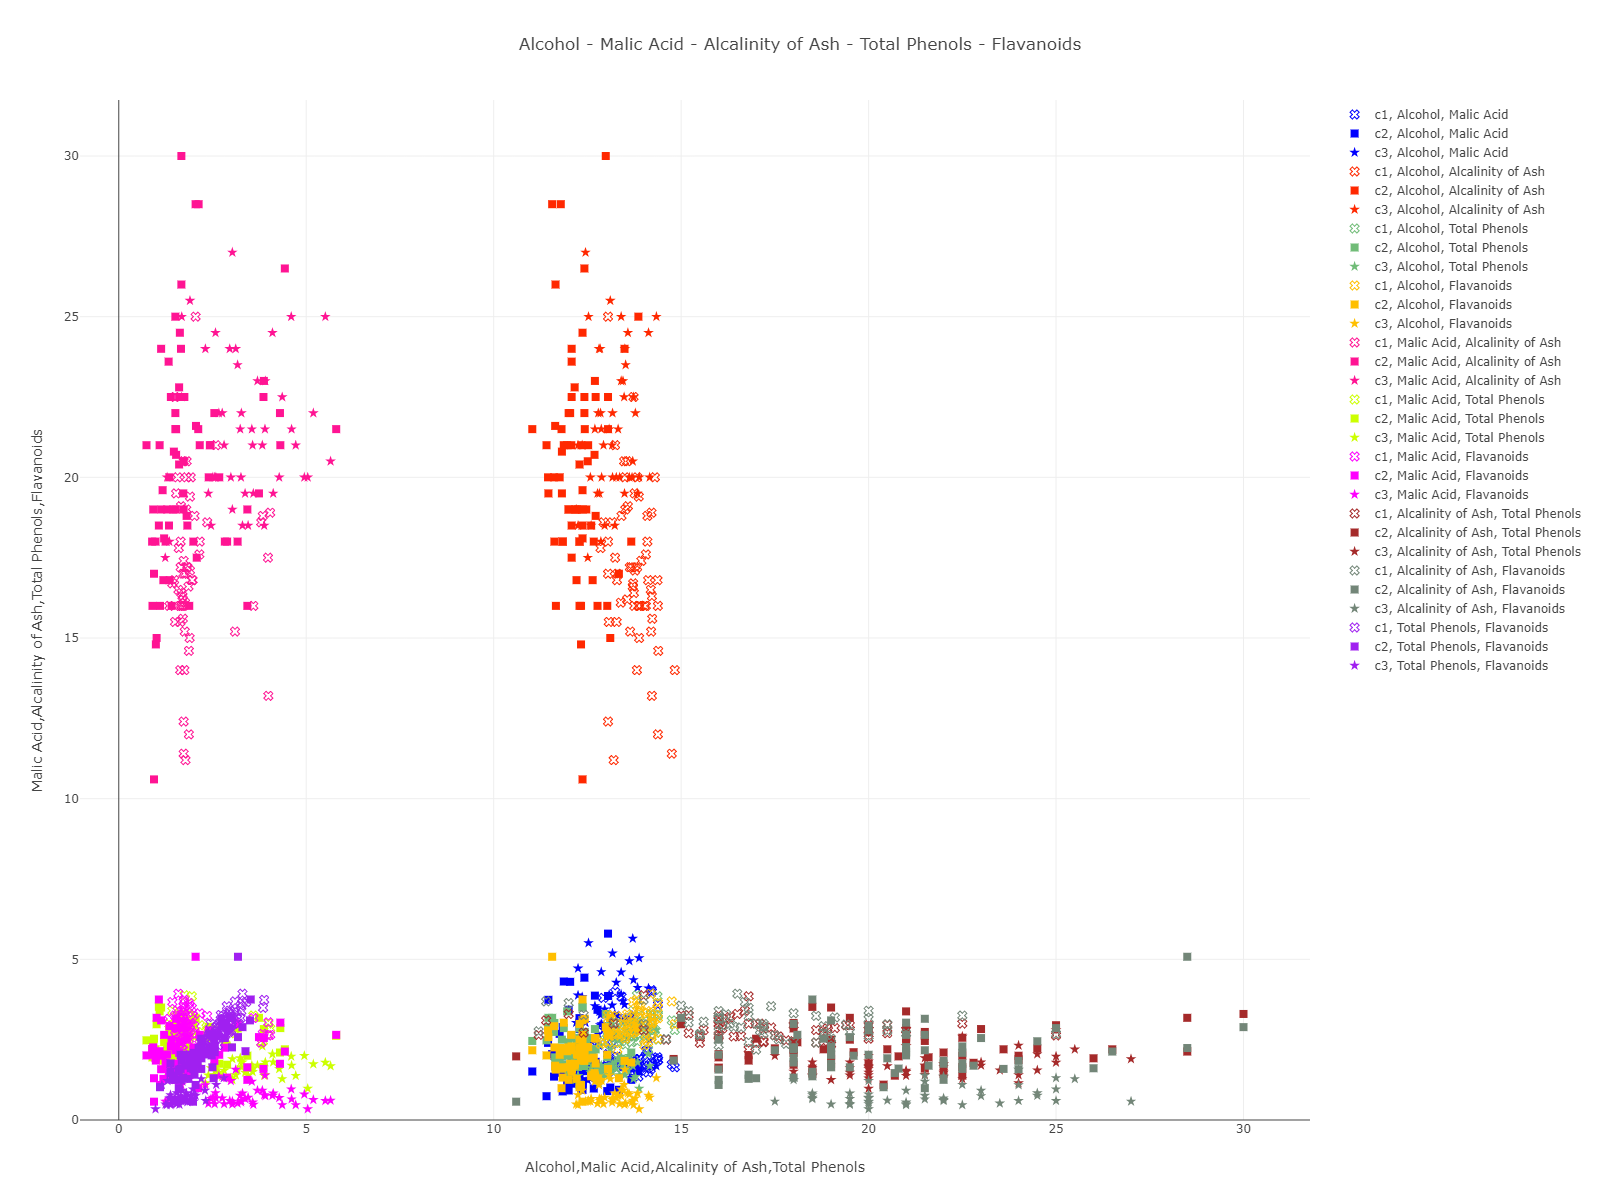 Alcohol - Malic Acid - Alcalinity of Ash - Total Phenols - Flavanoids
Malic Acid,Alcalinity of Ash,Total Phenols,Flavanoids
30
25
20
15
10
5
0
0
5
10
15
20
25
30
Alcohol,Malic Acid,Alcalinity of Ash,Total Phenols
c1, Alcohol, Malic Acid
c2, Alcohol, Malic Acid
c3, Alcohol, Malic Acid
c1, Alcohol, Alcalinity of Ash
c2, Alcohol, Alcalinity of Ash
c3, Alcohol, Alcalinity of Ash
c1, Alcohol, Total Phenols
c2, Alcohol, Total Phenols
c3, Alcohol, Total Phenols
c1, Alcohol, Flavanoids
c2, Alcohol, Flavanoids
c3, Alcohol, Flavanoids
c1, Malic Acid, Alcalinity of Ash
c2, Malic Acid, Alcalinity of Ash
c3, Malic Acid, Alcalinity of Ash
c1, Malic Acid, Total Phenols
c2, Malic Acid, Total Phenols
c3, Malic Acid, Total Phenols
c1, Malic Acid, Flavanoids
c2, Malic Acid, Flavanoids
c3, Malic Acid, Flavanoids
c1, Alcalinity of Ash, Total Phenols
c2, Alcalinity of Ash, Total Phenols
c3, Alcalinity of Ash, Total Phenols
c1, Alcalinity of Ash, Flavanoids
c2, Alcalinity of Ash, Flavanoids
c3, Alcalinity of Ash, Flavanoids
c1, Total Phenols, Flavanoids
c2, Total Phenols, Flavanoids
c3, Total Phenols, Flavanoids